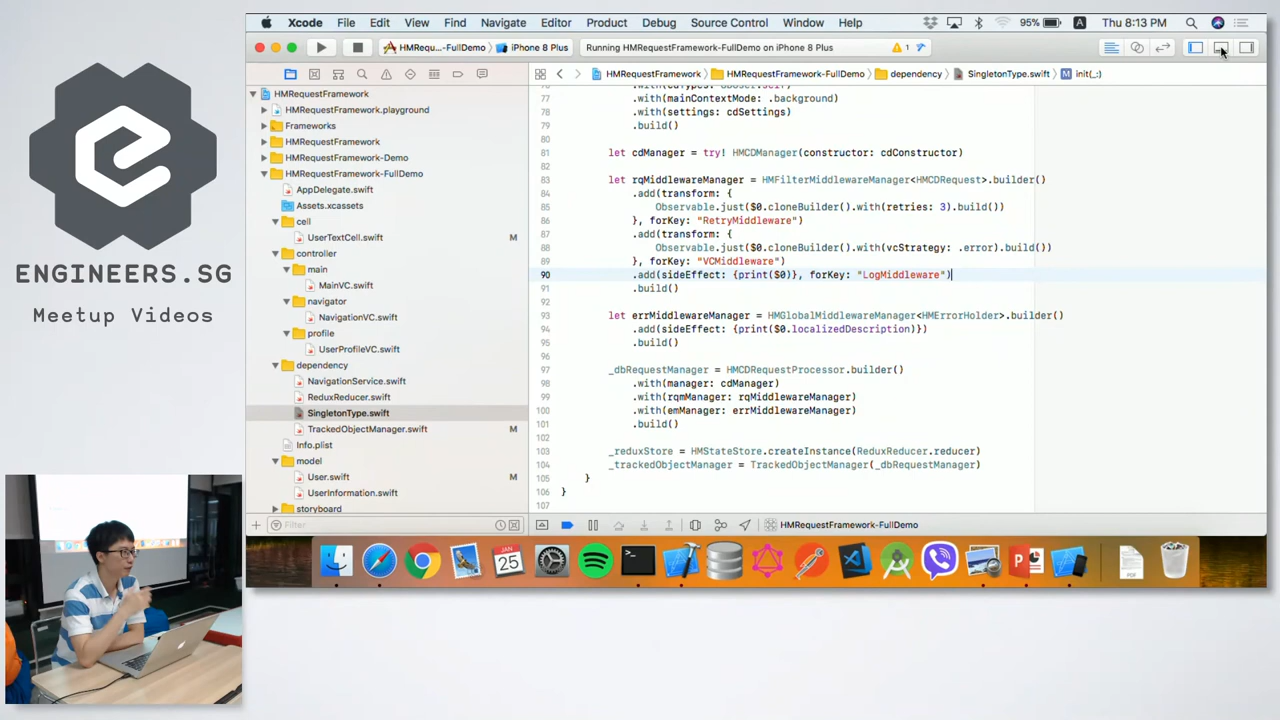 Xcode File Edit View Find Navigate Editor Product Debug Source Control Window Help
95% A Thu 8:13 PM
HMRequ...-FullDemo iPhone 8 Plus
Running HMRequestFramework-FullDemo on iPhone 8 Plus
1
HMRequestFramework HMRequestFramework-FullDemo dependency SingletonType.swift M init(_:)
HMRequestFramework
HMRequestFramework.playground
Frameworks
HMRequestFramework
HMRequestFramework-Demo
HMRequestFramework-FullDemo
AppDelegate.swift
Assets.xcassets
cell
UserTextCell.swift M
controller
main
MainVC.swift
navigator
NavigationVC.swift
profile
UserProfileVC.swift
dependency
NavigationService.swift
ReduxReducer.swift
SingletonType.swift
TrackedObjectManager.swift M
Info.plist
model
User.swift M
UserInformation.swift
storyboard
Filter
77 .with(mainContextMode: .background)
78 .with(settings: cdSettings)
79 .build()
80
81 let cdManager = try! HMCDManager(constructor: cdConstructor)
82
83 let rqMiddlewareManager = HMFilterMiddlewareManager<HMCDRequest>.builder()
84 .add(transform: {
85 Observable.just($0.cloneBuilder().with(retries: 3).build())
86 }, forKey: "RetryMiddleware")
87 .add(transform: {
88 Observable.just($0.cloneBuilder().with(vcStrategy: .error).build())
89 }, forKey: "VCMiddleware")
90 .add(sideEffect: {print($0)}, forKey: "LogMiddleware")
91 .build()
92
93 let errMiddlewareManager = HMGlobalMiddlewareManager<HMErrorHolder>.builder()
94 .add(sideEffect: {print($0.localizedDescription)})
95 .build()
96
97 _dbRequestManager = HMCDRequestProcessor.builder()
98 .with(manager: cdManager)
99 .with(rqmManager: rqMiddlewareManager)
100 .with(emManager: errMiddlewareManager)
101 .build()
102
103 _reduxStore = HMStateStore.createInstance(ReduxReducer.reducer)
104 _trackedObjectManager = TrackedObjectManager(_dbRequestManager)
105 }
106 }
107
HMRequestFramework-FullDemo
JAN
25
PDF
ENGINEERS.SG
Meetup Videos